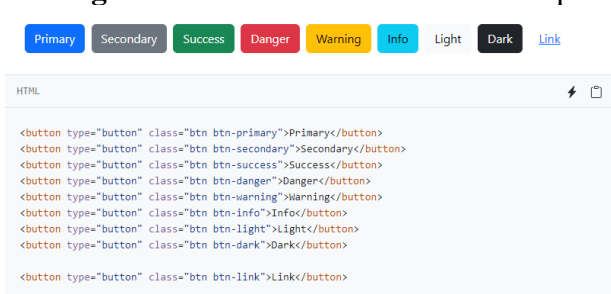 Primary Secondary Success Danger Warning Info Light Dark Link
HTML
<button type="button" class="btn btn-primary">Primary</button>
<button type="button" class="btn btn-secondary">Secondary</button>
<button type="button" class="btn btn-success">Success</button>
<button type="button" class="btn btn-danger">Danger</button>
<button type="button" class="btn btn-warning">Warning</button>
<button type="button" class="btn btn-info">Info</button>
<button type="button" class="btn btn-light">Light</button>
<button type="button" class="btn btn-dark">Dark</button>
<button type="button" class="btn btn-link">Link</button>